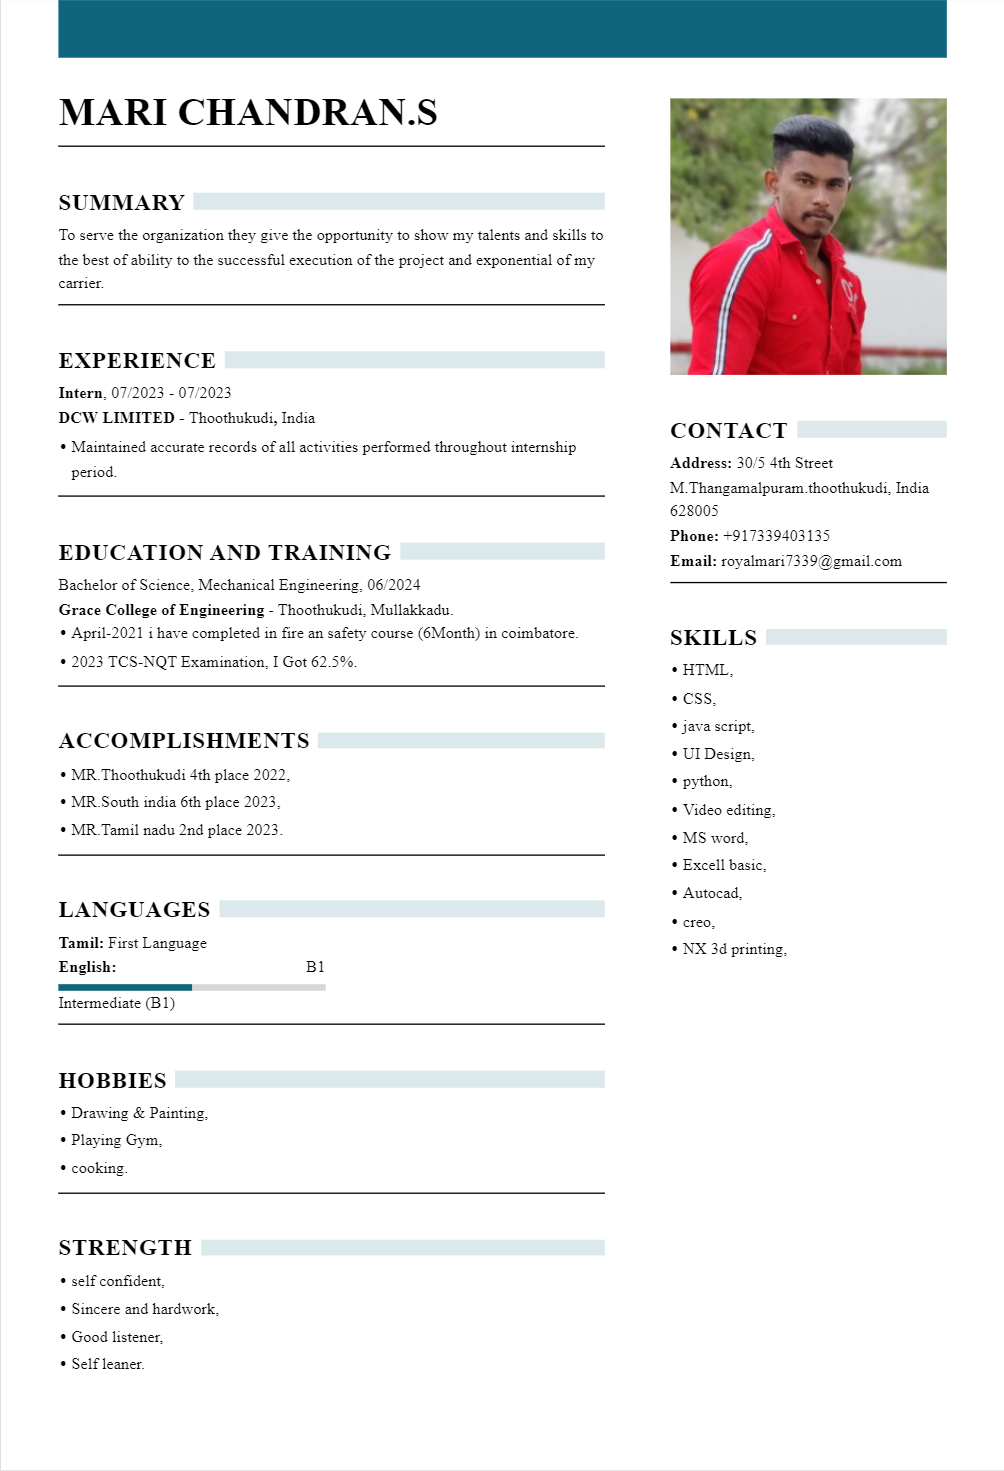 MARI CHANDRAN.S
SUMMARY
To serve the organization they give the opportunity to show my talents and skills to
the best of ability to the successful execution of the project and exponential of my
carrier.
EXPERIENCE
Intern, 07/2023 - 07/2023
DCW LIMITED - Thoothukudi, India
• Maintained accurate records of all activities performed throughout internship
period.
EDUCATION AND TRAINING
Bachelor of Science, Mechanical Engineering, 06/2024
Grace College of Engineering - Thoothukudi, Mullakkadu.
• April-2021 i have completed in fire an safety course (6Month) in coimbatore.
• 2023 TCS-NQT Examination, I Got 62.5%.
ACCOMPLISHMENTS
• MR.Thoothukudi 4th place 2022,
• MR.South india 6th place 2023,
• MR.Tamil nadu 2nd place 2023.
LANGUAGES
Tamil: First Language
English: B1
Intermediate (B1)
HOBBIES
• Drawing & Painting,
• Playing Gym,
• cooking.
STRENGTH
• self confident,
• Sincere and hardwork,
• Good listener,
• Self leaner.
CONTACT
Address: 30/5 4th Street
M.Thangamalpuram.thoothukudi, India
628005
Phone: +917339403135
Email: royalmari7339@gmail.com
SKILLS
• HTML,
• CSS,
• java script,
• UI Design,
• python,
• Video editing,
• MS word,
• Excell basic,
• Autocad,
• creo,
• NX 3d printing,